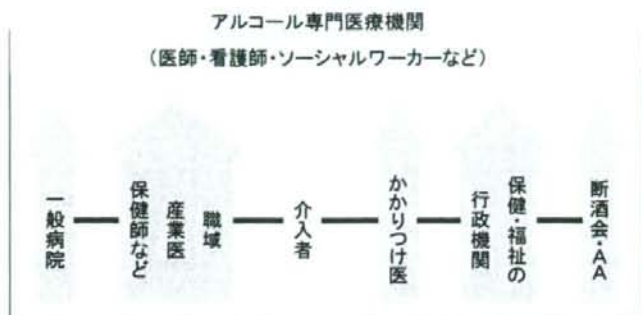 アルコール専門医療機関
（医師・看護師・ソーシャルワーカーなど）
一般病院
職域
産業医
保健師など
介入者
かかりつけ医
保健・福祉の
行政機関
断酒会・ＡＡ